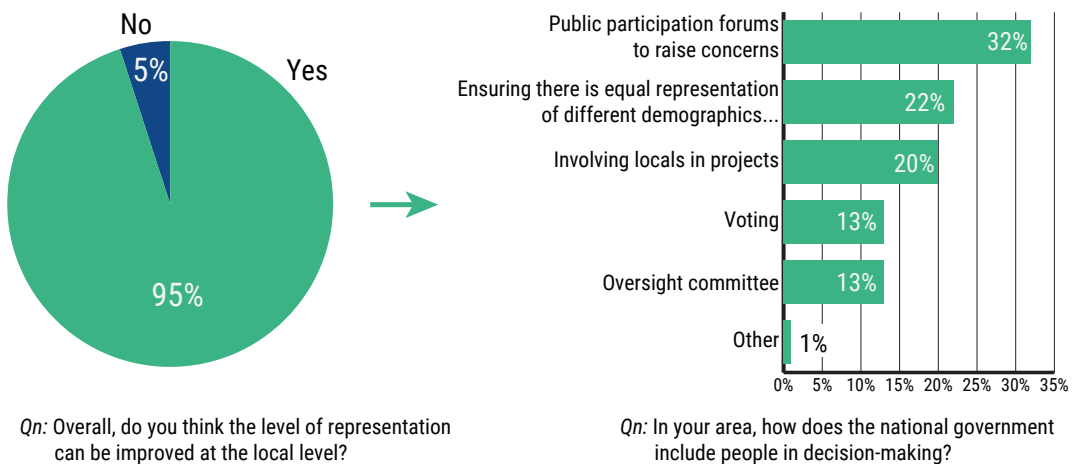 No
5%
Yes
95%
Qn: Overall, do you think the level of representation
can be improved at the local level?
Public participation forums
to raise concerns
32%
Ensuring there is equal representation
of different demographics...
22%
Involving locals in projects
20%
Voting
13%
Oversight committee
13%
Other
1%
0% 5% 10% 15% 20% 25% 30% 35%
Qn: In your area, how does the national government
include people in decision-making?